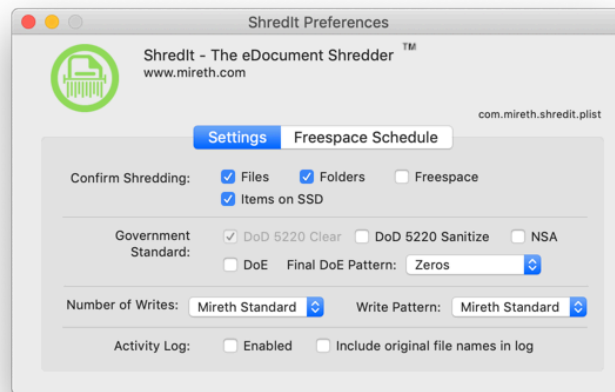 ShredIt Preferences
ShredIt - The eDocument Shredder ™
www.mireth.com
com.mireth.shredit.plist
Settings Freespace Schedule
Confirm Shredding: Files Folders Freespace
Items on SSD
Government Standard: DoD 5220 Clear DoD 5220 Sanitize NSA
DoE Final DoE Pattern: Zeros
Number of Writes: Mireth Standard Write Pattern: Mireth Standard
Activity Log: Enabled Include original file names in log